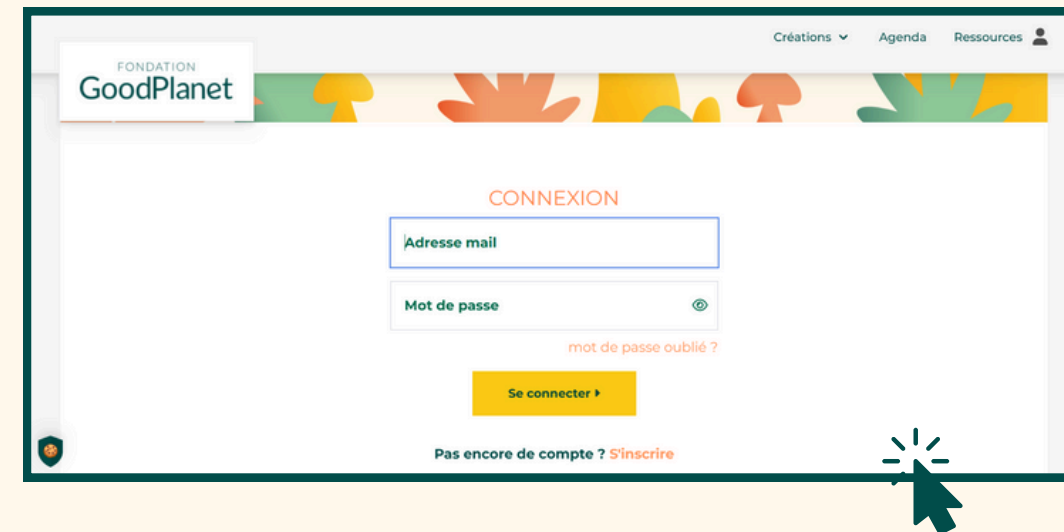 Créations Agenda Ressources
FONDATION
GoodPlanet
CONNEXION
Adresse mail
Mot de passe
mot de passe oublié ?
Se connecter
Pas encore de compte ? S'inscrire